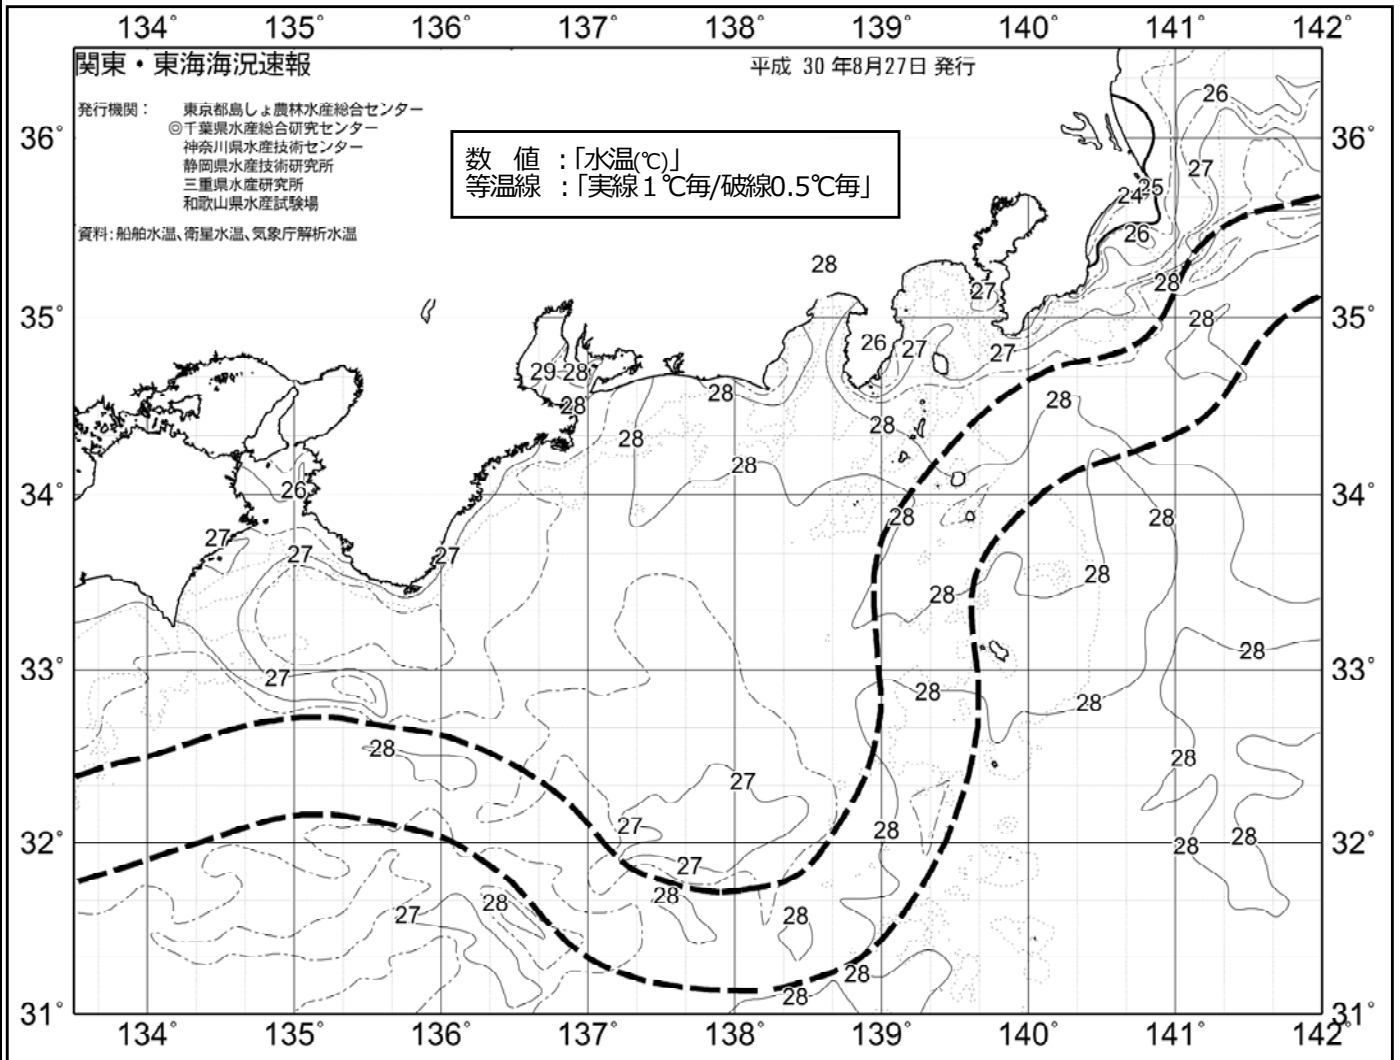 134° 135° 136° 137° 138° 139° 140° 141° 142°
関東・東海海況速報
平成 30 年8月27日 発行
発行機関： 東京都島しょ農林水産総合センター
◎千葉県水産総合研究センター
神奈川県水産技術センター
静岡県水産技術研究所
三重県水産研究所
和歌山県水産試験場
資料：船舶水温、衛星水温、気象庁解析水温
数　値 ：「水温(℃)」
等温線 ：「実線１℃毎/破線0.5℃毎」
26
36° 36°
27
24 25
26
28
28
27
35° 28 35°
26 27 27
29 28
28 28 28
28 28
28
26 34° 34°
28 28
27 27 27
28
28
33° 28 33°
27
28 28
28 28
28
27 28
32° 28 28 32°
27
28
28
27 28
28
28
31° 31°
134° 135° 136° 137° 138° 139° 140° 141° 142°